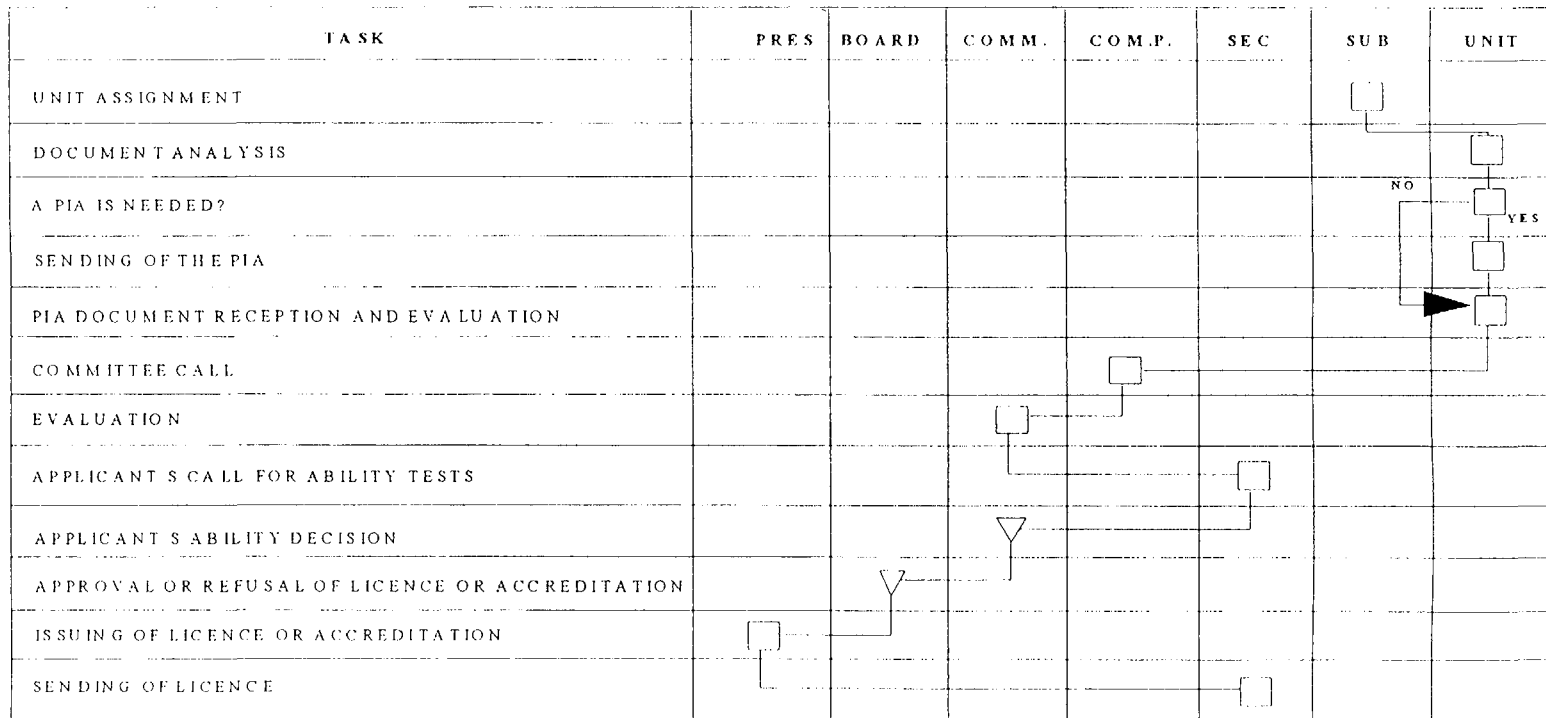 TASK PRES BOARD COMM. COM.P. SEC SUB UNIT
UNIT ASSIGNMENT
DOCUMENT ANALYSIS
NO
A PIA IS NEEDED?
YES
SENDING OF THE PIA
PIA DOCUMENT RECEPTION AND EVALUATION
COMMITTEE CALL
EVALUATION
APPLICANT S CALL FOR ABILITY TESTS
APPLICANT S ABILITY DECISION
APPROVAL OR REFUSAL OF LICENCE OR ACCREDITATION
ISSUING OF LICENCE OR ACCREDITATION
SENDING OF LICENCE